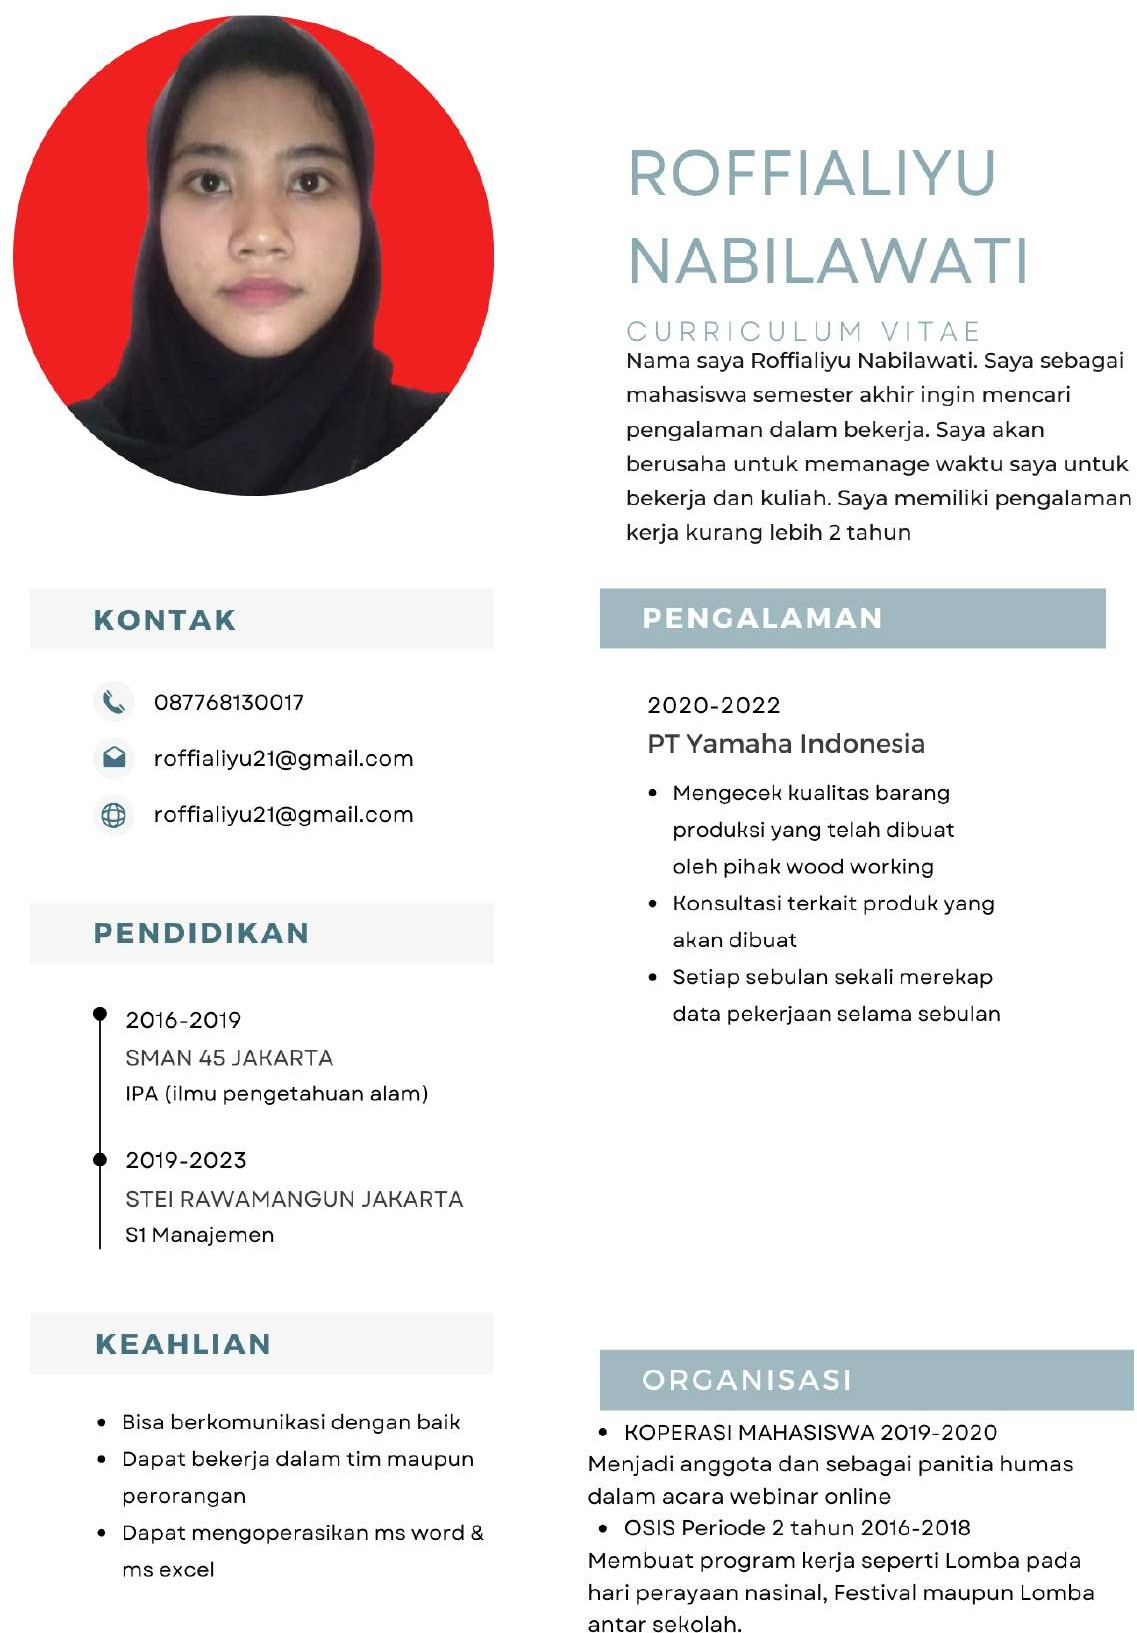 ROFFIALIYU
NABILAWATI
CURRICULUM VITAE
Nama saya Roffialiyu Nabilawati. Saya sebagai
mahasiswa semester akhir ingin mencari
pengalaman dalam bekerja. Saya akan
berusaha untuk memanage waktu saya untuk
bekerja dan kuliah. Saya memiliki pengalaman
kerja kurang lebih 2 tahun
KONTAK
087768130017
roffialiyu21@gmail.com
roffialiyu21@gmail.com
PENDIDIKAN
2016-2019
SMAN 45 JAKARTA
IPA (ilmu pengetahuan alam)
2019-2023
STEI RAWAMANGUN JAKARTA
S1 Manajemen
KEAHLIAN
• Bisa berkomunikasi dengan baik
• Dapat bekerja dalam tim maupun
perorangan
• Dapat mengoperasikan ms word &
ms excel
PENGALAMAN
2020-2022
PT Yamaha Indonesia
• Mengecek kualitas barang
produksi yang telah dibuat
oleh pihak wood working
• Konsultasi terkait produk yang
akan dibuat
• Setiap sebulan sekali merekap
data pekerjaan selama sebulan
ORGANISASI
• KOPERASI MAHASISWA 2019-2020
Menjadi anggota dan sebagai panitia humas
dalam acara webinar online
• OSIS Periode 2 tahun 2016-2018
Membuat program kerja seperti Lomba pada
hari perayaan nasinal, Festival maupun Lomba
antar sekolah.